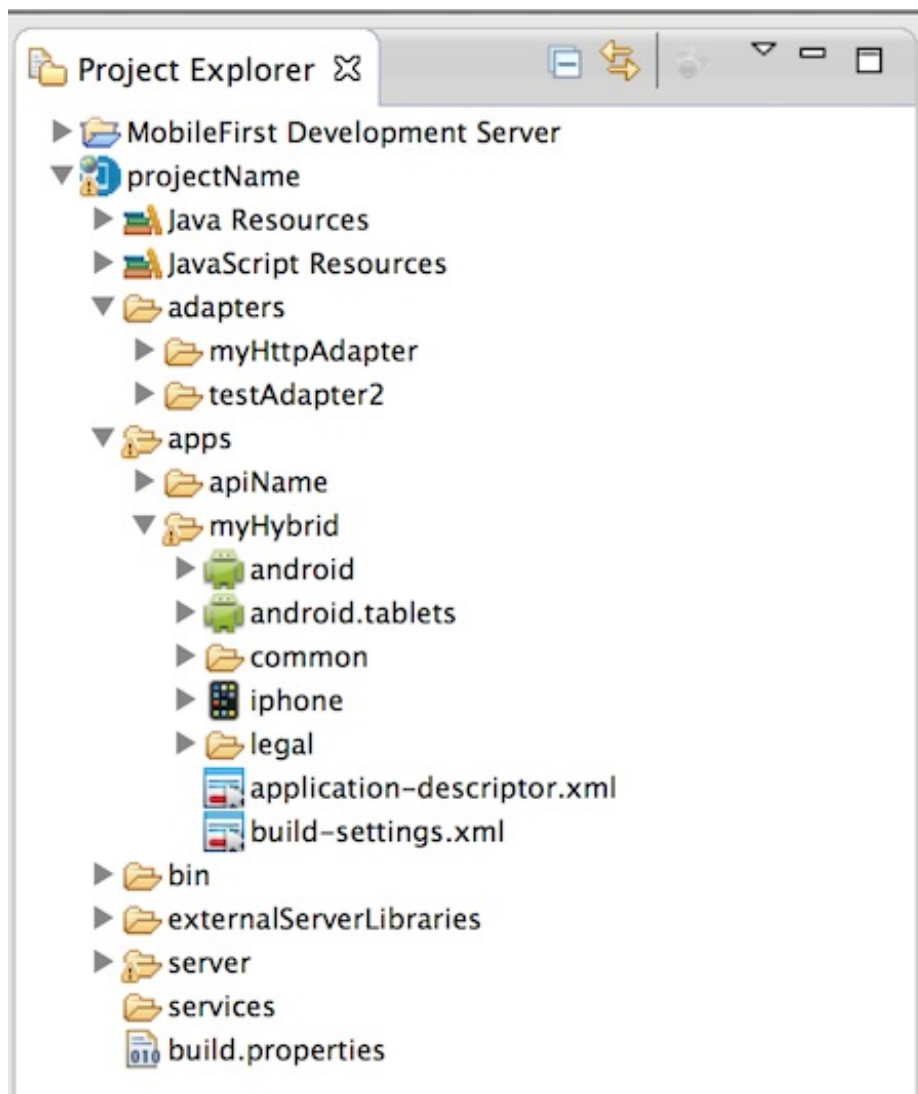 Project Explorer
MobileFirst Development Server
projectName
Java Resources
JavaScript Resources
adapters
myHttpAdapter
testAdapter2
apps
apiName
myHybrid
android
android.tablets
common
iphone
legal
application-descriptor.xml
build-settings.xml
bin
externalServerLibraries
server
services
010
build.properties